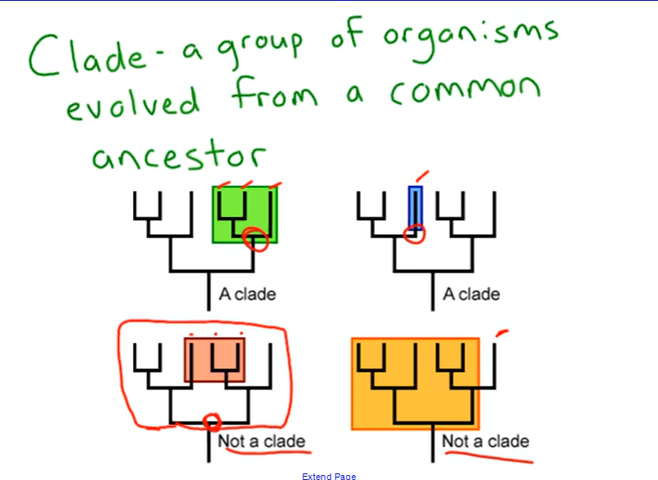 Clade - a group of organisms
evolved from a common
ancestor
A clade
A clade
Not a clade
Not a clade
Extend Page